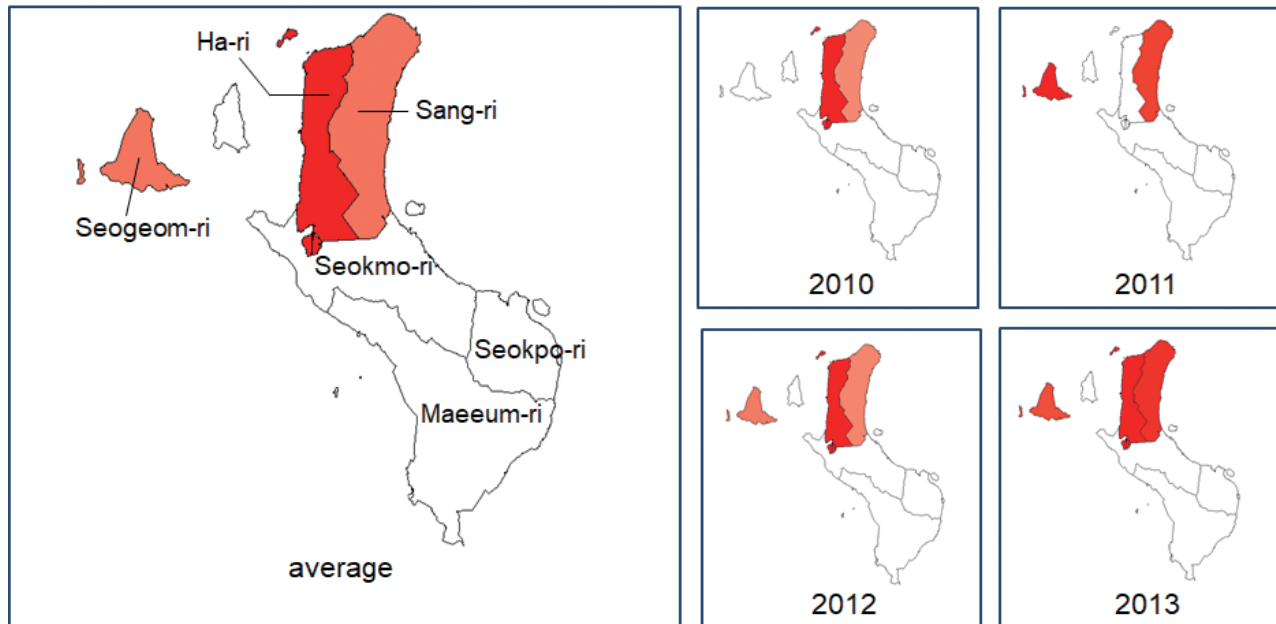 Ha-ri
Sang-ri
Seogeom-ri
Seokmo-ri
Seokpo-ri
Maeeum-ri
average
2010
2011
2012
2013